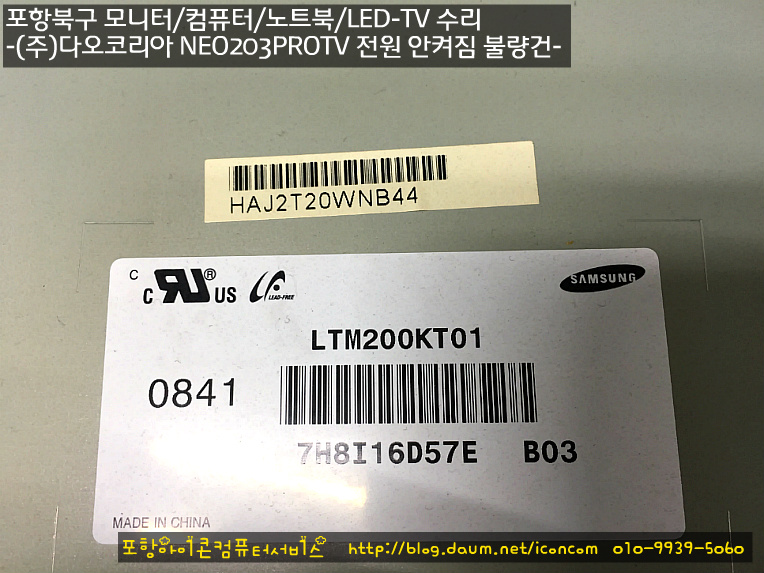 포항북구 모니터/컴퓨터/노트북/LED-TV 수리
-(주)다오코리아 NEO203PROTV 전원 안켜짐 불량건-
HAJ2T20WNB44
C
C RU ® US LEAD-FREE
SAMSUNG
LTM200KT01
0841
7H8I16D57E B03
MADE IN CHINA
포항아이콘컴퓨터서비스 http://blog.daum.net/iconcom 010-9939-5060